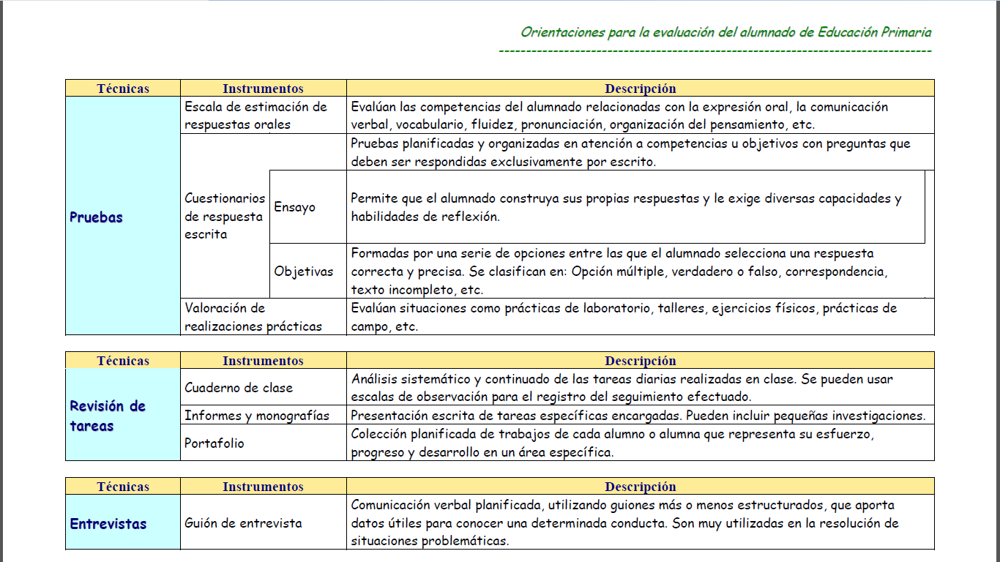 Orientaciones para la evaluación del alumnado de Educación Primaria
--------------------------------------------------------------------------------
Técnicas Instrumentos Descripción
Pruebas
Escala de estimación de
respuestas orales
Evalúan las competencias del alumnado relacionadas con la expresión oral, la comunicación
verbal, vocabulario, fluidez, pronunciación, organización del pensamiento, etc.
Cuestionarios
de respuesta
escrita
Pruebas planificadas y organizadas en atención a competencias u objetivos con preguntas que
deben ser respondidas exclusivamente por escrito.
Ensayo
Permite que el alumnado construya sus propias respuestas y le exige diversas capacidades y
habilidades de reflexión.
Objetivas
Formadas por una serie de opciones entre las que el alumnado selecciona una respuesta
correcta y precisa. Se clasifican en: Opción múltiple, verdadero o falso, correspondencia,
texto incompleto, etc.
Valoración de
realizaciones prácticas
Evalúan situaciones como prácticas de laboratorio, talleres, ejercicios físicos, prácticas de
campo, etc.
Técnicas Instrumentos Descripción
Revisión de
tareas
Cuaderno de clase
Análisis sistemático y continuado de las tareas diarias realizadas en clase. Se pueden usar
escalas de observación para el registro del seguimiento efectuado.
Informes y monografías
Presentación escrita de tareas específicas encargadas. Pueden incluir pequeñas investigaciones.
Portafolio
Colección planificada de trabajos de cada alumno o alumna que representa su esfuerzo,
progreso y desarrollo en un área específica.
Técnicas Instrumentos Descripción
Entrevistas
Guión de entrevista
Comunicación verbal planificada, utilizando guiones más o menos estructurados, que aporta
datos útiles para conocer una determinada conducta. Son muy utilizadas en la resolución de
situaciones problemáticas.